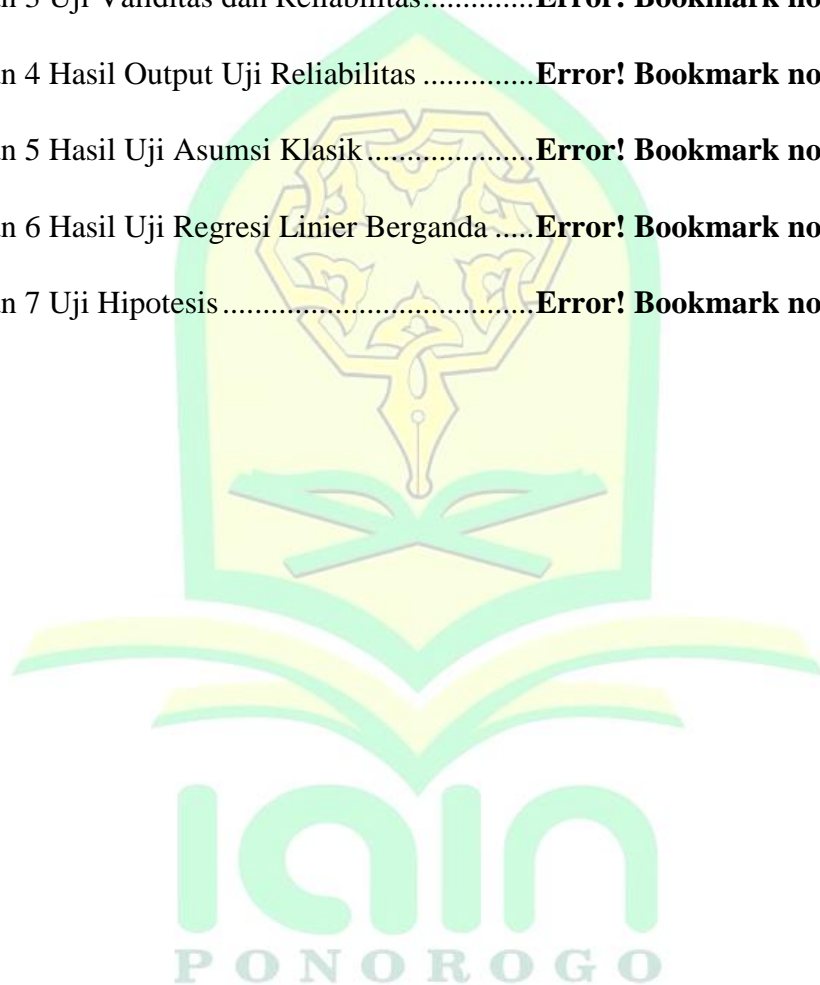 n 3 Uji Validitas dan Reliabilitas..............Error! Bookmark no
n 4 Hasil Output Uji Reliabilitas ..............Error! Bookmark no
n 5 Hasil Uji Asumsi Klasik.....................Error! Bookmark no
n 6 Hasil Uji Regresi Linier Berganda .....Error! Bookmark no
n 7 Uji Hipotesis.......................................Error! Bookmark no
iain
PONOROGO